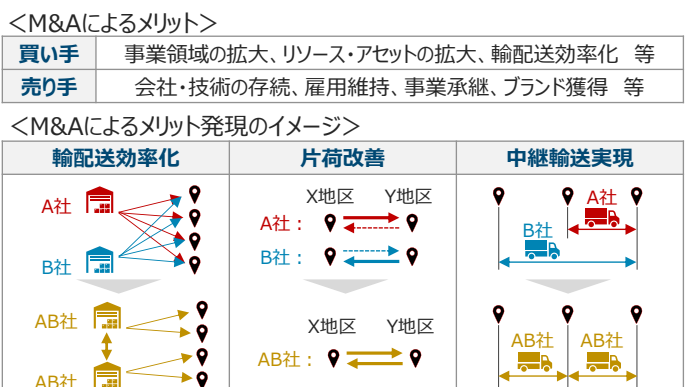 ＜M&Aによるメリット＞
買い手 事業領域の拡大、リソース・アセットの拡大、輸配送効率化 等
売り手 会社・技術の存続、雇用維持、事業承継、ブランド獲得 等
＜M&Aによるメリット発現のイメージ＞
輸配送効率化 片荷改善 中継輸送実現
A社
B社
AB社
AB社
X地区 Y地区
A社：
B社：
X地区 Y地区
AB社：
A社
B社
AB社 AB社